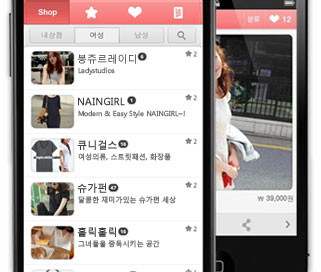 Shop
분류 12
내상점 여성 남성
봉쥬르레이디 6 2
Ladystudios
NAINGIRL 1 2
Modern & Easy Style NAINGIRL~!
큐니걸스 16 2
여성의류, 스트릿패션, 화장품
슈가펀 47 2
달콤한 재미가있는 슈가펀 세상
₩ 39,000원
홀릭홀릭 16 2
그녀들을 중독시키는 공간